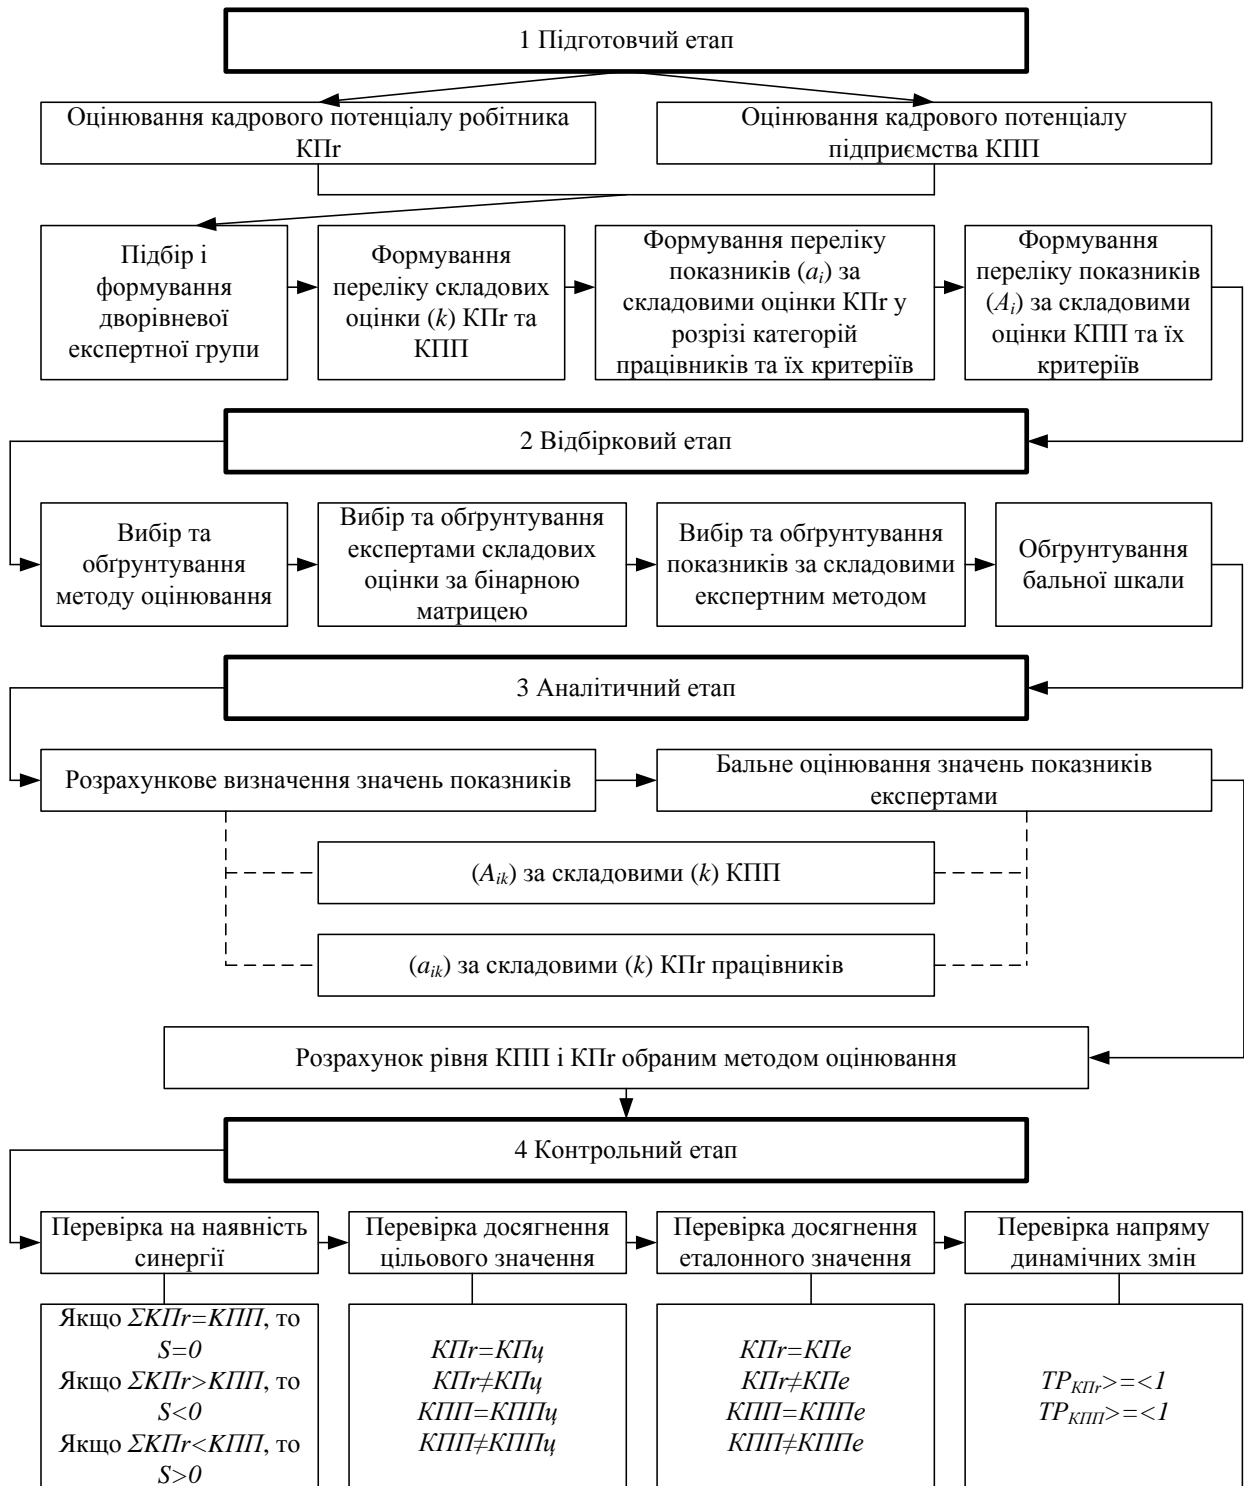 1 Підготовчий етап
Оцінювання кадрового потенціалу робітника
КПr
Оцінювання кадрового потенціалу
підприємства КПП
Підбір і
формування
дворівневої
експертної групи
Формування
переліку складових
оцінки (k) КПr та
КПП
Формування переліку
показників (a_i) за
складовими оцінки КПr у
розрізі категорій
працівників та їх критеріїв
Формування
переліку показників
(A_i) за складовими
оцінки КПП та їх
критеріїв
2 Відбірковий етап
Вибір та
обґрунтування
методу оцінювання
Вибір та обґрунтування
експертами складових
оцінки за бінарною
матрицею
Вибір та обґрунтування
показників за складовими
експертним методом
Обґрунтування
бальної шкали
3 Аналітичний етап
Розрахункове визначення значень показників
Бальне оцінювання значень показників
експертами
(A_ik) за складовими (k) КПП
(a_ik) за складовими (k) КПr працівників
Розрахунок рівня КПП і КПr обраним методом оцінювання
4 Контрольний етап
Перевірка на наявність
синергії
Перевірка досягнення
цільового значення
Перевірка досягнення
еталонного значення
Перевірка напряму
динамічних змін
Якщо ΣКПr=КПП, то
S=0
Якщо ΣКПr>КПП, то
S<0
Якщо ΣКПr<КПП, то
S>0
КПr=КПц
КПr≠КПц
КПП=КППц
КПП≠КППц
КПr=КПе
КПr≠КПе
КПП=КППе
КПП≠КППе
ТР_КПr>=<1
ТР_КПП>=<1